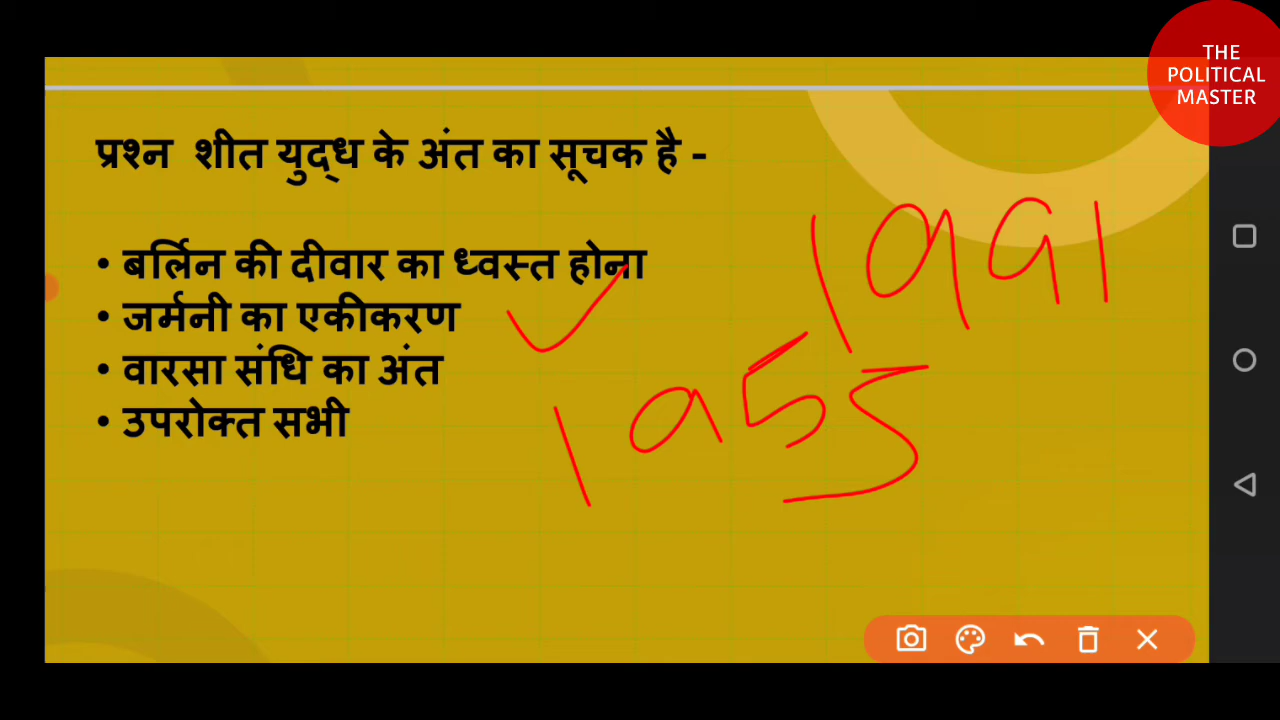 THE
POLITICAL
MASTER
प्रश्न शीत युद्ध के अंत का सूचक है -
• बर्लिन की दीवार का ध्वस्त होना
• जर्मनी का एकीकरण
• वारसा संधि का अंत
• उपरोक्त सभी
1991
1955